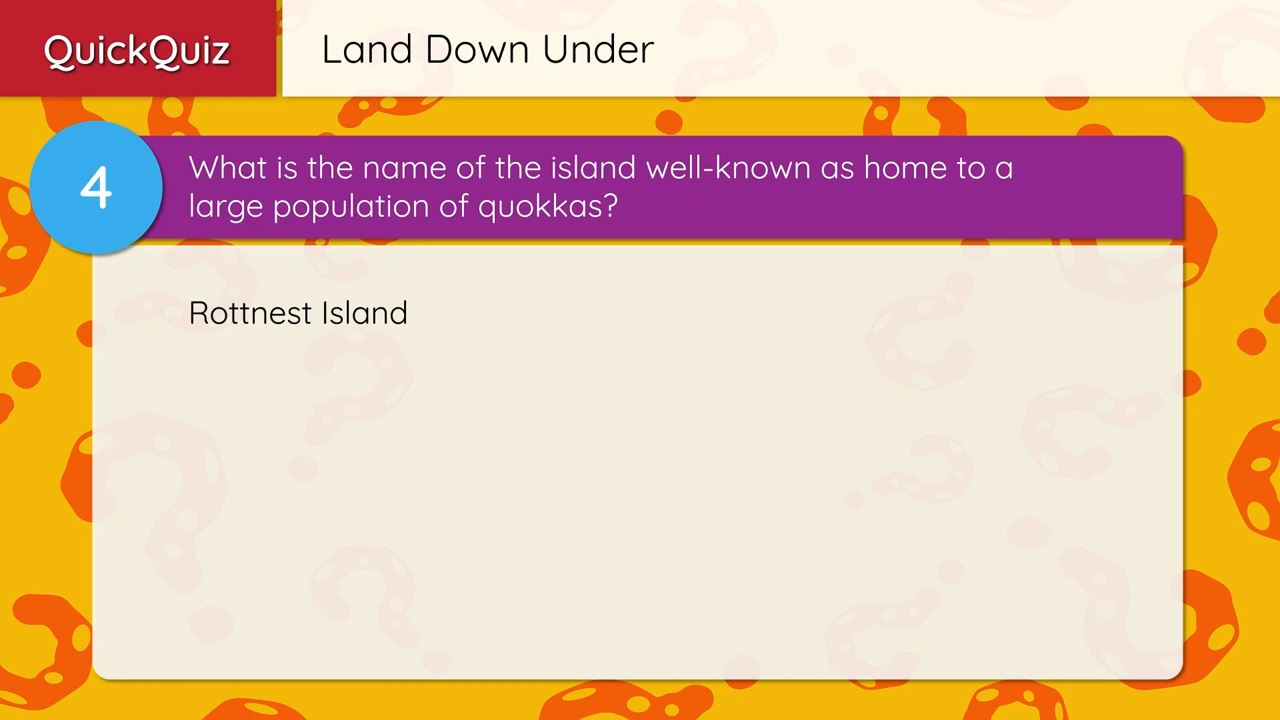 QuickQuiz
Land Down Under
4
What is the name of the island well-known as home to a
large population of quokkas?
Rottnest Island